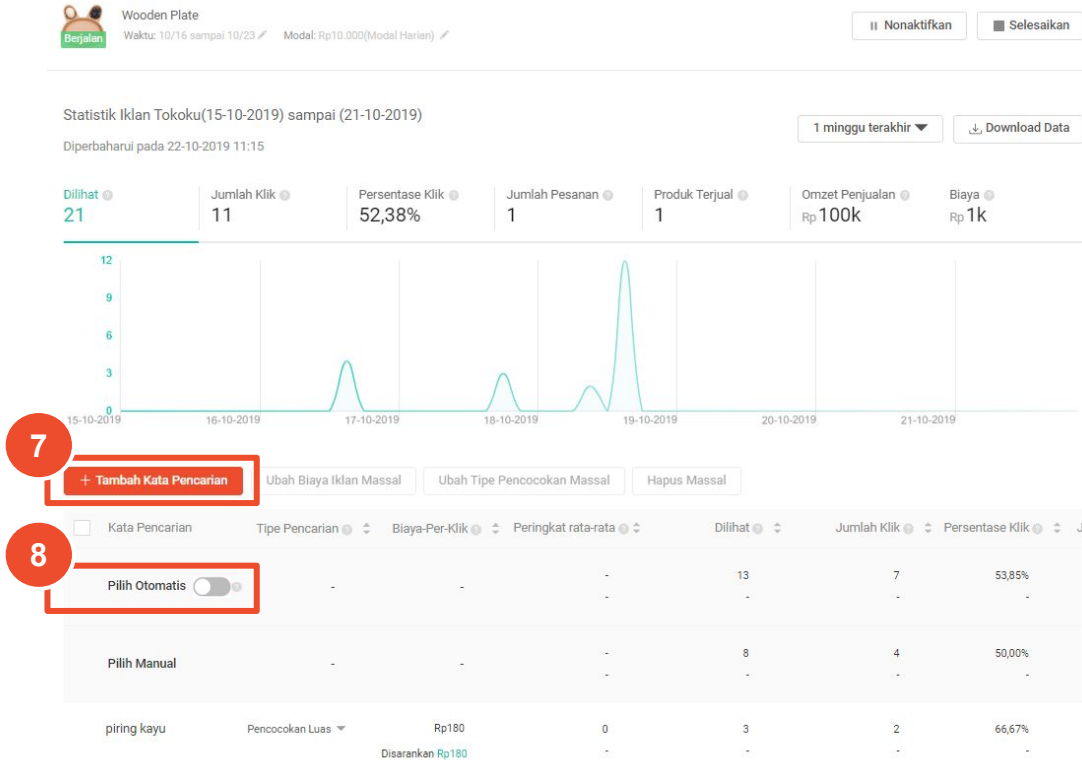 Wooden Plate
Berjalan
Waktu: 10/16 sampai 10/23 Modal: Rp10.000(Modal Harian)
Nonaktifkan Selesaikan
Statistik Iklan Tokoku(15-10-2019) sampai (21-10-2019)
1 minggu terakhir Download Data
Diperbaharui pada 22-10-2019 11:15
Dilihat Jumlah Klik Persentase Klik Jumlah Pesanan Produk Terjual Omzet Penjualan Biaya
21 11 52,38% 1 1 Rp 100k Rp 1k
12
9
6
3
0
15-10-2019 16-10-2019 17-10-2019 18-10-2019 19-10-2019 20-10-2019 21-10-2019
7
+ Tambah Kata Pencarian Ubah Biaya Iklan Massal Ubah Tipe Pencocokan Massal Hapus Massal
Kata Pencarian Tipe Pencarian Biaya-Per-Klik Peringkat rata-rata Dilihat Jumlah Klik Persentase Klik J
8
Pilih Otomatis - - - 13 7 53,85%
- - - -
Pilih Manual - - - 8 4 50,00%
- - - -
piring kayu Pencocokan Luas Rp180 0 3 2 66,67%
Disarankan Rp180 - - - -